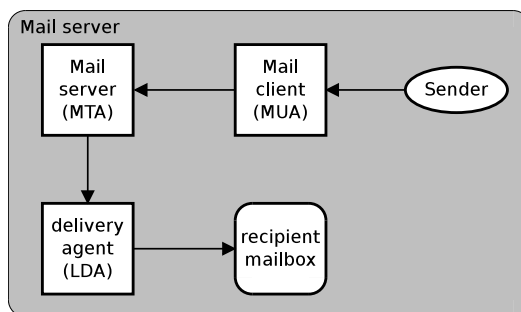 Mail server
Mail
server
(MTA)
Mail
client
(MUA)
Sender
delivery
agent
(LDA)
recipient
mailbox